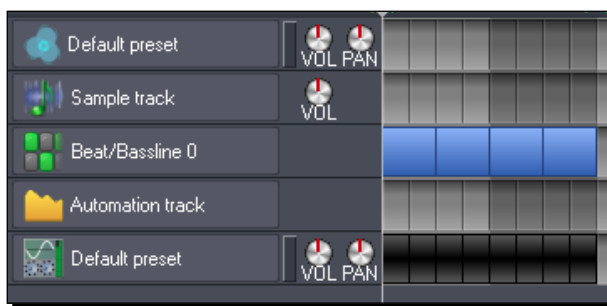 Default preset VOL PAN
Sample track VOL
Beat/Bassline 0
Automation track
Default preset VOL PAN